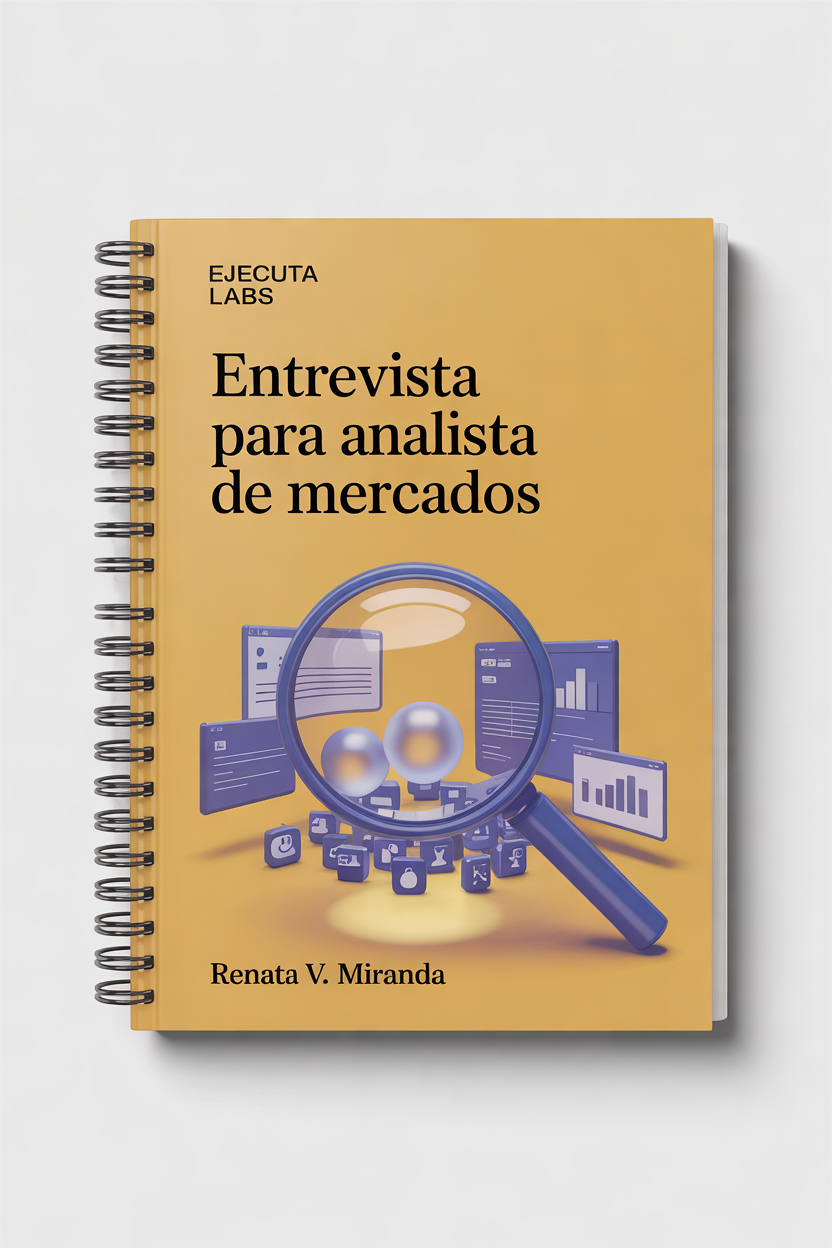 EJECUTA
LABS
Entrevista
para analista
de mercados
Renata V. Miranda